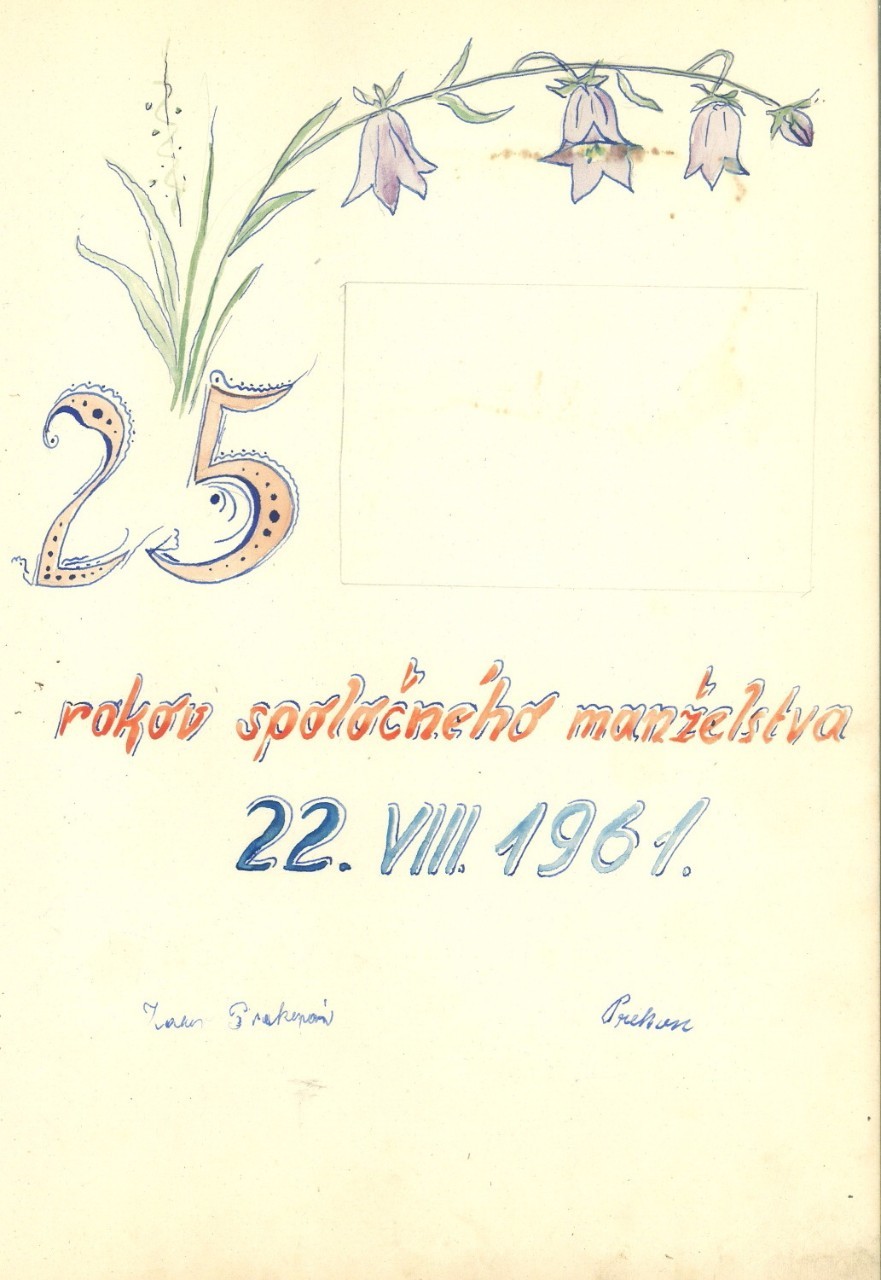 25
rokov spoločného manželstva
22. VIII. 1961.